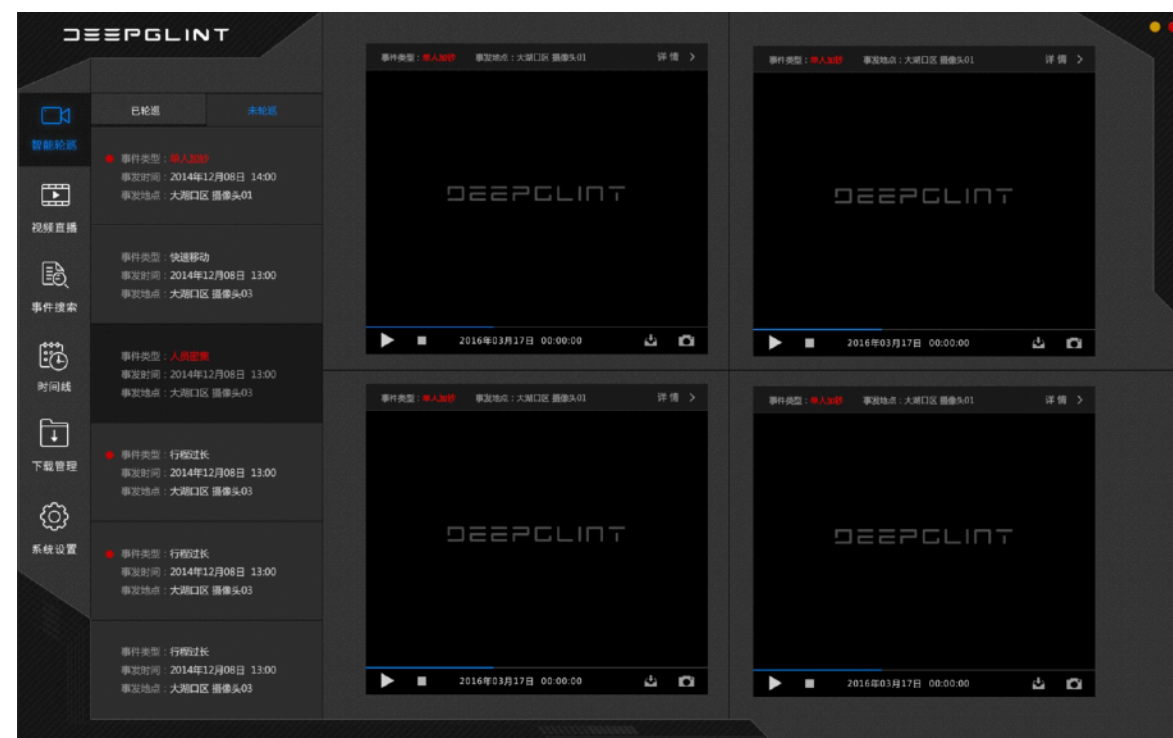 DEEPGLINT
智能轮巡
视频直播
事件搜索
时间线
下载管理
系统设置
已轮巡 未轮巡
事件类型：单人加钞
事发时间：2014年12月08日 14:00
事发地点：大湖口区 摄像头01
事件类型：快速移动
事发时间：2014年12月08日 13:00
事发地点：大湖口区 摄像头03
事件类型：人员密集
事发时间：2014年12月08日 13:00
事发地点：大湖口区 摄像头03
事件类型：行程过长
事发时间：2014年12月08日 13:00
事发地点：大湖口区 摄像头03
事件类型：行程过长
事发时间：2014年12月08日 13:00
事发地点：大湖口区 摄像头03
事件类型：行程过长
事发时间：2014年12月08日 13:00
事发地点：大湖口区 摄像头03
事件类型：单人加钞 事发地点：大湖口区 摄像头01 详情 >
DEEPGLINT
2016年03月17日 00:00:00
事件类型：单人加钞 事发地点：大湖口区 摄像头01 详情 >
DEEPGLINT
2016年03月17日 00:00:00
事件类型：单人加钞 事发地点：大湖口区 摄像头01 详情 >
DEEPGLINT
2016年03月17日 00:00:00
事件类型：单人加钞 事发地点：大湖口区 摄像头01 详情 >
DEEPGLINT
2016年03月17日 00:00:00